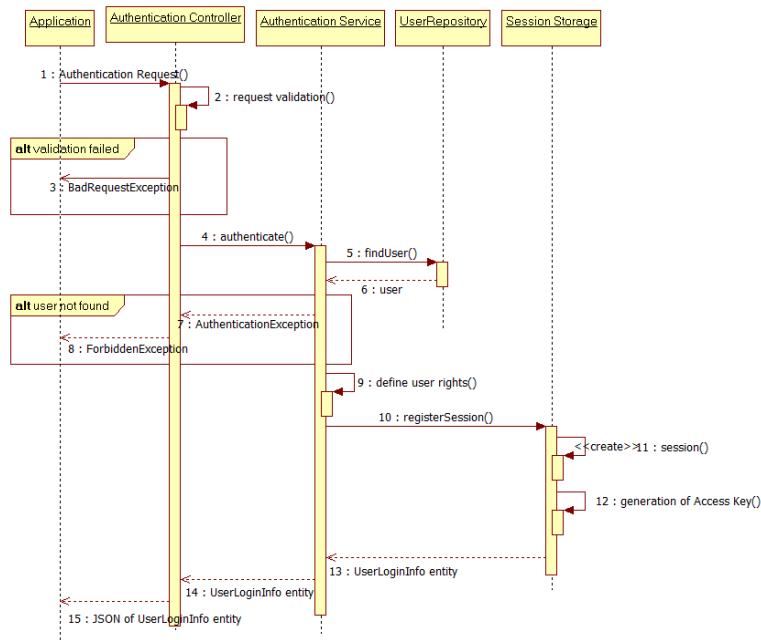 Application
Authentication Controller
Authentication Service
UserRepository
Session Storage
1 : Authentication Request()
2 : request validation()
alt validation failed
3 : BadRequestException
4 : authenticate()
5 : findUser()
6 : user
alt user not found
7 : AuthenticationException
8 : ForbiddenException
9 : define user rights()
10 : registerSession()
<<create>>
11 : session()
12 : generation of Access Key()
13 : UserLoginInfo entity
14 : UserLoginInfo entity
15 : JSON of UserLoginInfo entity